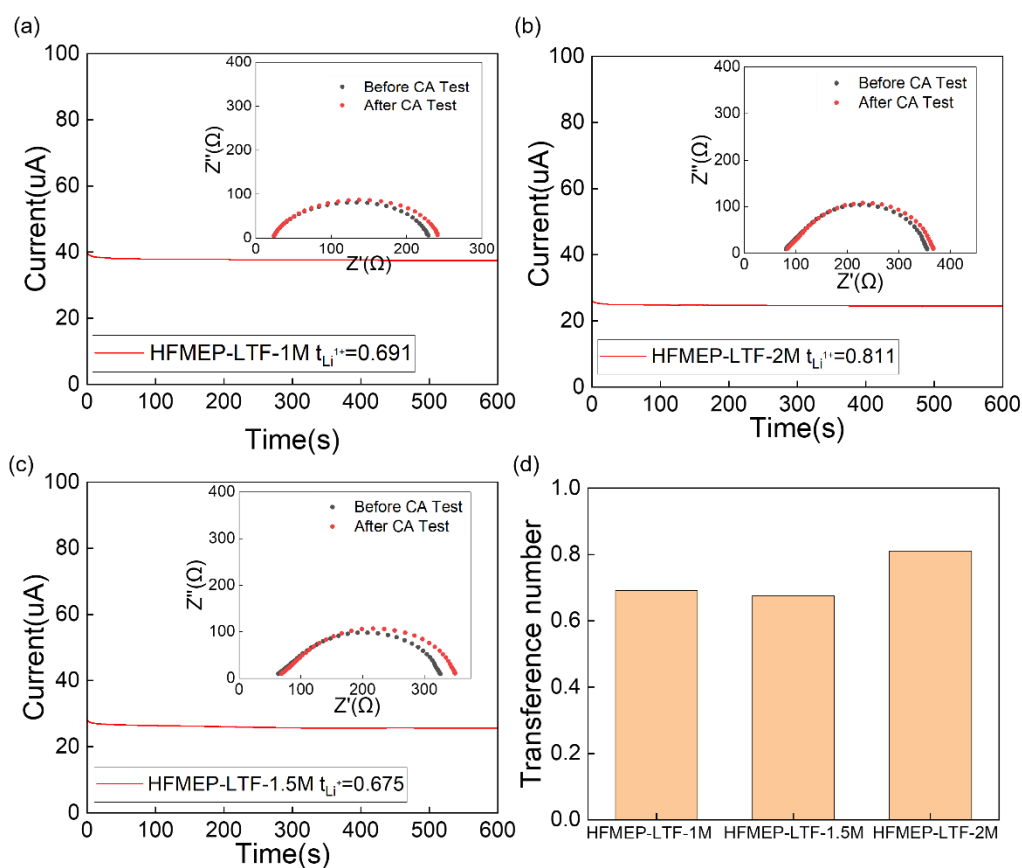 (a)
100
80
60
40
20
0
Current(uA)
0 100 200 300 400 500 600
Time(s)
400
300
200
100
0
Z''(Ω)
0 100 200 300
Z'(Ω)
Before CA Test
After CA Test
HFMEP-LTF-1M tLi¹⁺=0.691
(b)
100
80
60
40
20
0
Current(uA)
0 100 200 300 400 500 600
Time(s)
400
300
200
100
0
Z''(Ω)
0 100 200 300 400
Z'(Ω)
Before CA Test
After CA Test
HFMEP-LTF-2M tLi¹⁺=0.811
(c)
100
80
60
40
20
0
Current(uA)
0 100 200 300 400 500 600
Time(s)
400
300
200
100
0
Z''(Ω)
0 100 200 300
Z'(Ω)
Before CA Test
After CA Test
HFMEP-LTF-1.5M tLi⁺=0.675
(d)
1.0
0.8
0.6
0.4
0.2
0.0
Transference number
HFMEP-LTF-1M HFMEP-LTF-1.5M HFMEP-LTF-2M